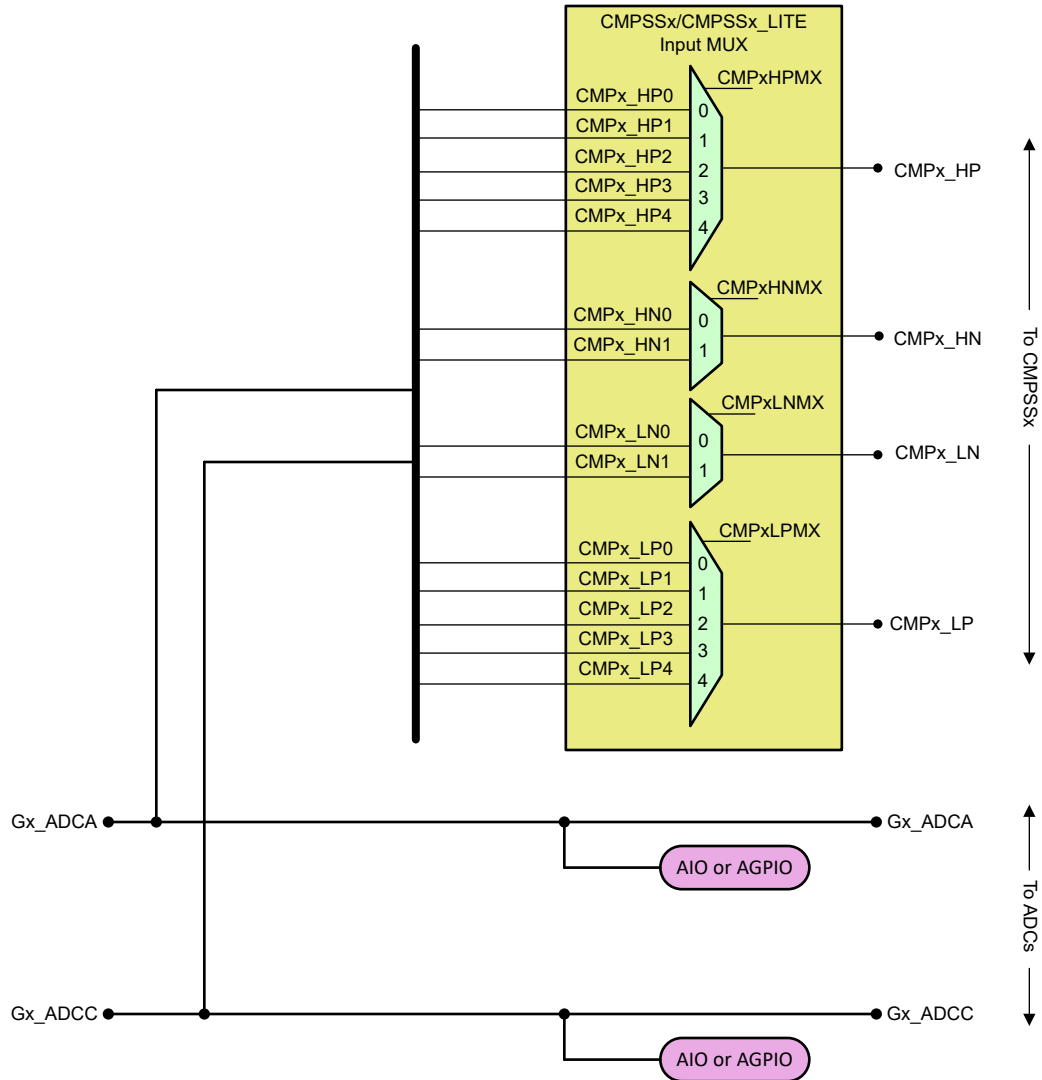 CMPSSx/CMPSSx_LITE
Input MUX
CMPxHPMX
CMPx_HP0
0
CMPx_HP1
1
CMPx_HP2
2
CMPx_HP
CMPx_HP3
3
CMPx_HP4
4
CMPxHNMX
CMPx_HN0
0
CMPx_HN
CMPx_HN1
1
CMPxLNMX
CMPx_LN0
0
CMPx_LN
CMPx_LN1
1
CMPxLPMX
CMPx_LP0
0
CMPx_LP1
1
CMPx_LP2
2
CMPx_LP
CMPx_LP3
3
CMPx_LP4
4
To CMPSSx
Gx_ADCA
Gx_ADCA
AIO or AGPIO
To ADCs
Gx_ADCC
Gx_ADCC
AIO or AGPIO